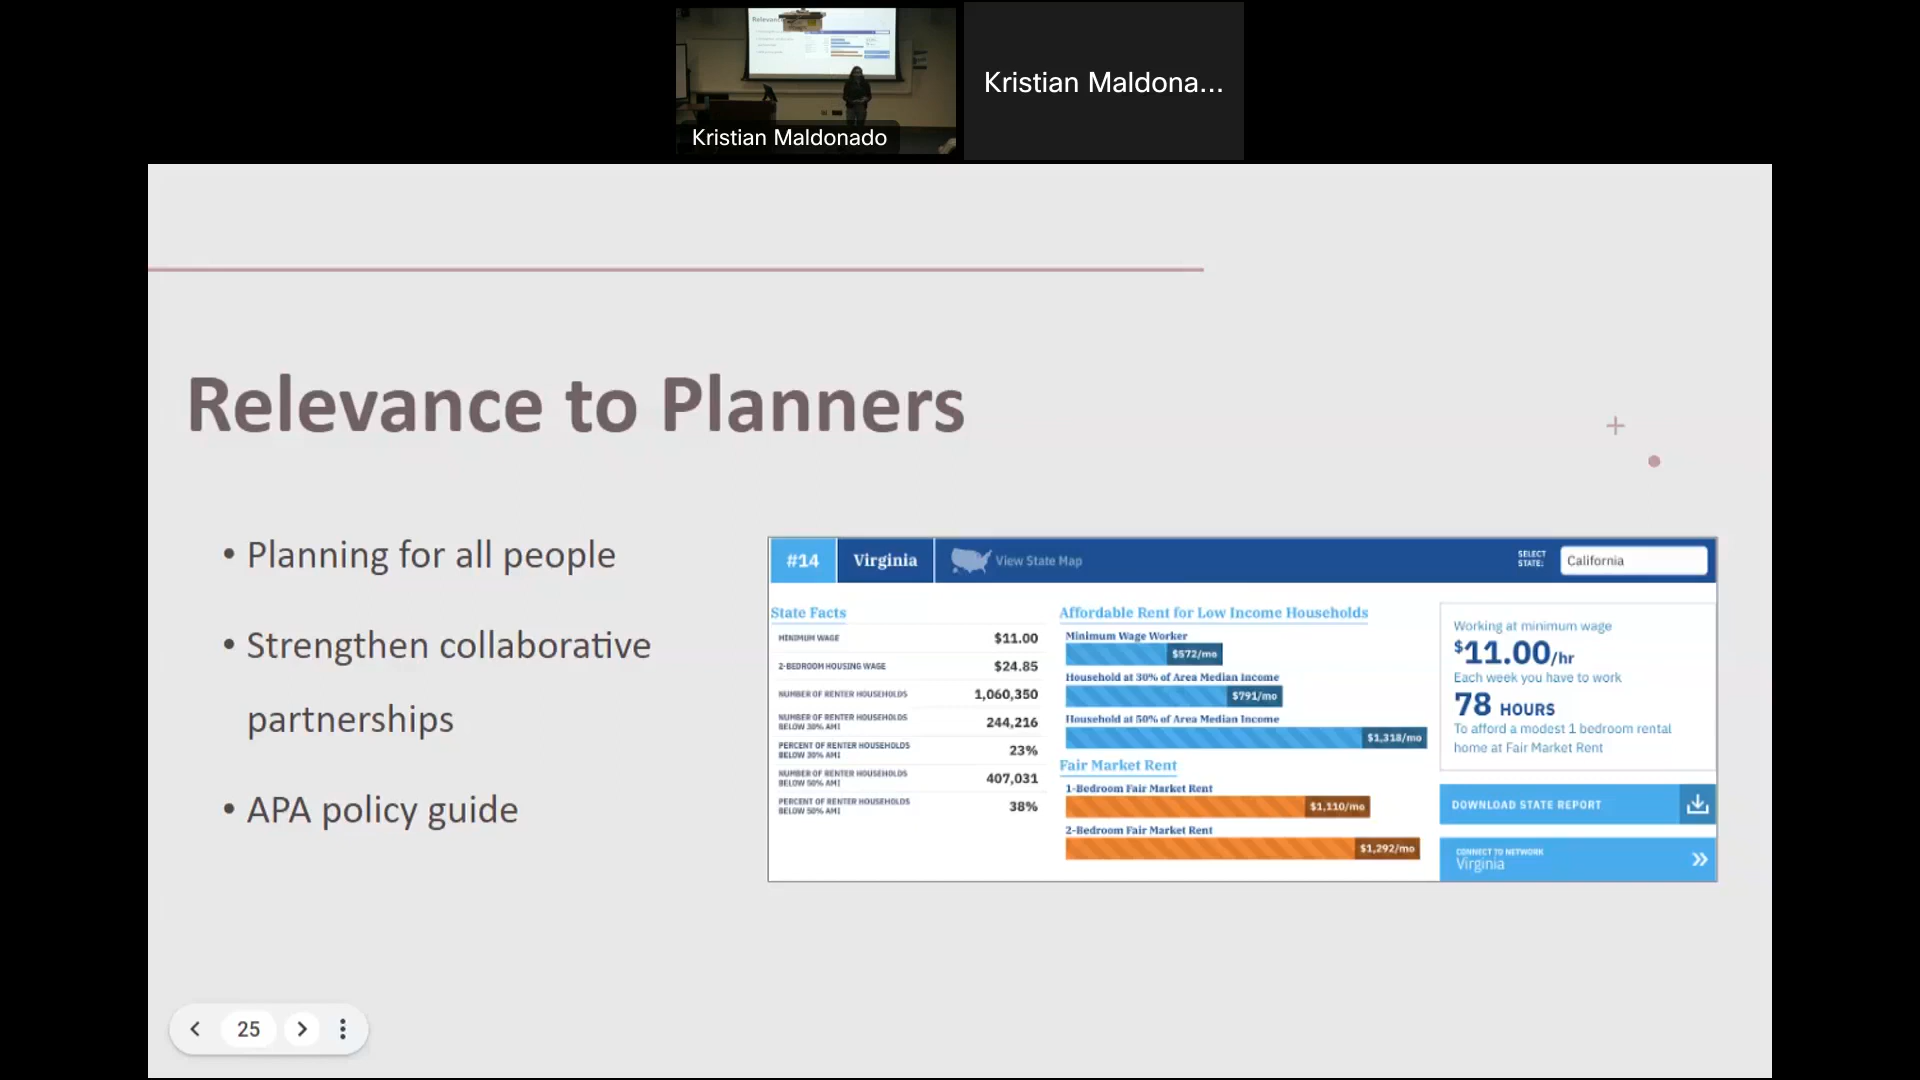 Kristian Maldonado
Kristian Maldona...
Relevance to Planners
• Planning for all people
• Strengthen collaborative
partnerships
• APA policy guide
#14
Virginia
View State Map
SELECT
STATE:
California
State Facts
MINIMUM WAGE
$11.00
2-BEDROOM HOUSING WAGE
$24.85
NUMBER OF RENTER HOUSEHOLDS
1,060,350
NUMBER OF RENTER HOUSEHOLDS
BELOW 30% AMI
244,216
PERCENT OF RENTER HOUSEHOLDS
BELOW 30% AMI
23%
NUMBER OF RENTER HOUSEHOLDS
BELOW 50% AMI
407,031
PERCENT OF RENTER HOUSEHOLDS
BELOW 50% AMI
38%
Affordable Rent for Low Income Households
Minimum Wage Worker
$572/mo
Household at 30% of Area Median Income
$791/mo
Household at 50% of Area Median Income
$1,318/mo
Fair Market Rent
1-Bedroom Fair Market Rent
$1,110/mo
2-Bedroom Fair Market Rent
$1,292/mo
Working at minimum wage
$11.00/hr
Each week you have to work
78 HOURS
To afford a modest 1 bedroom rental
home at Fair Market Rent
DOWNLOAD STATE REPORT
CONNECT TO NETWORK
Virginia
25